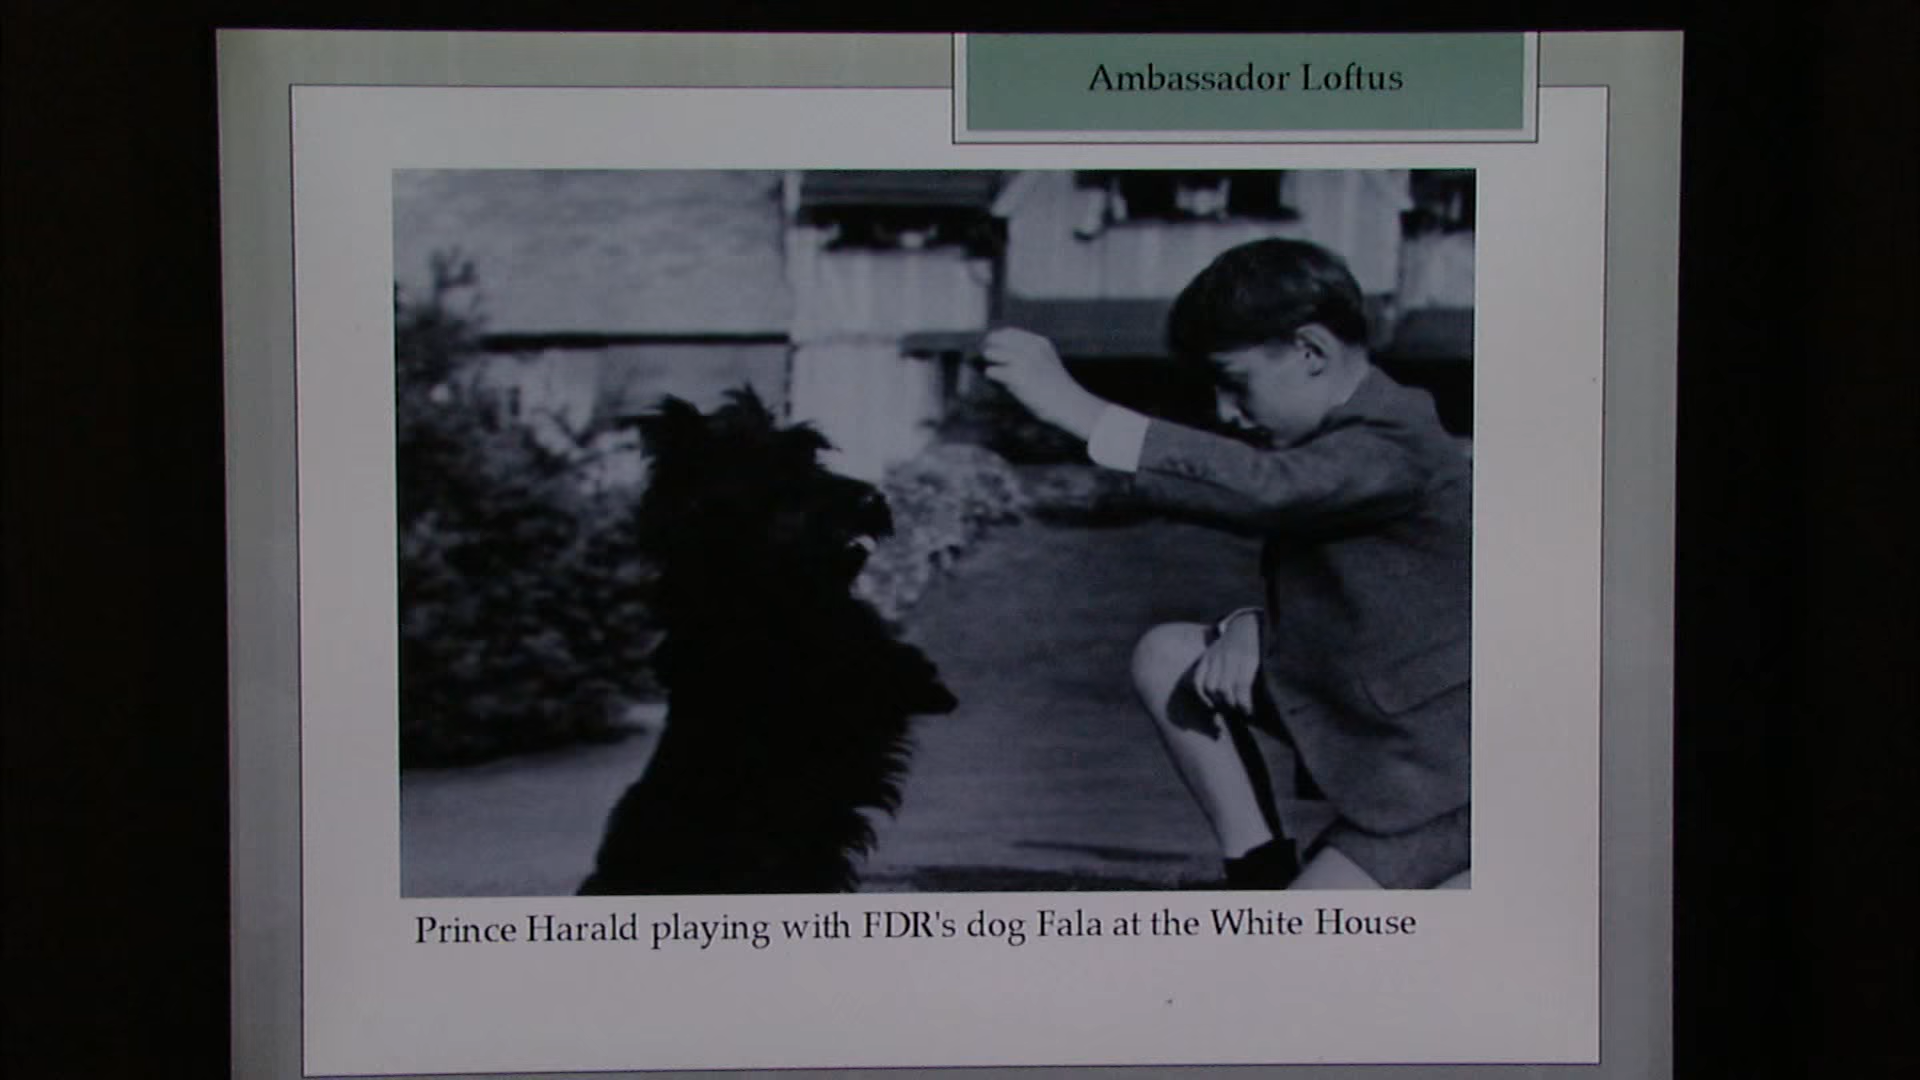 Ambassador Loftus
Prince Harald playing with FDR's dog Fala at the White House